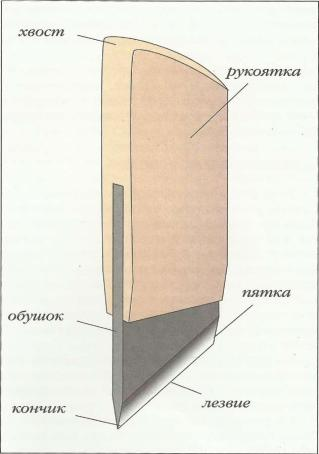 хвост
рукоятка
пятка
обушок
лезвие
кончик